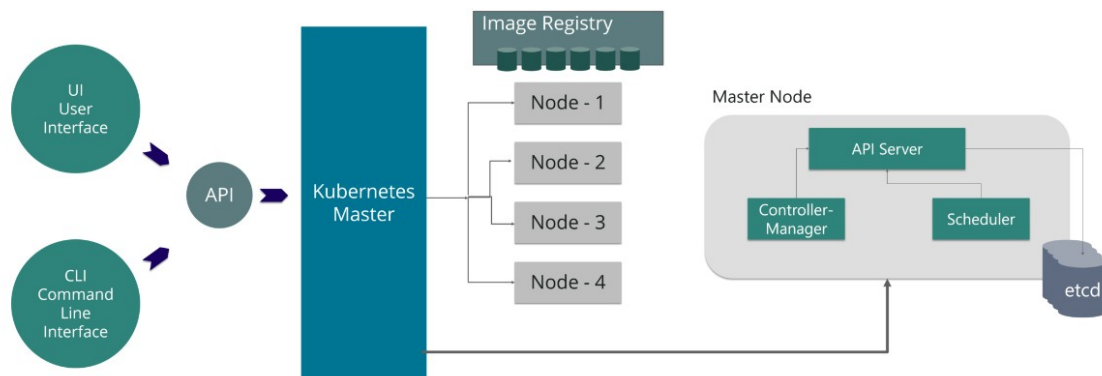 UI
User
Interface
CLI
Command
Line
Interface
API
Kubernetes
Master
Image Registry
Node - 1
Node - 2
Node - 3
Node - 4
Master Node
API Server
Controller-
Manager
Scheduler
etcd